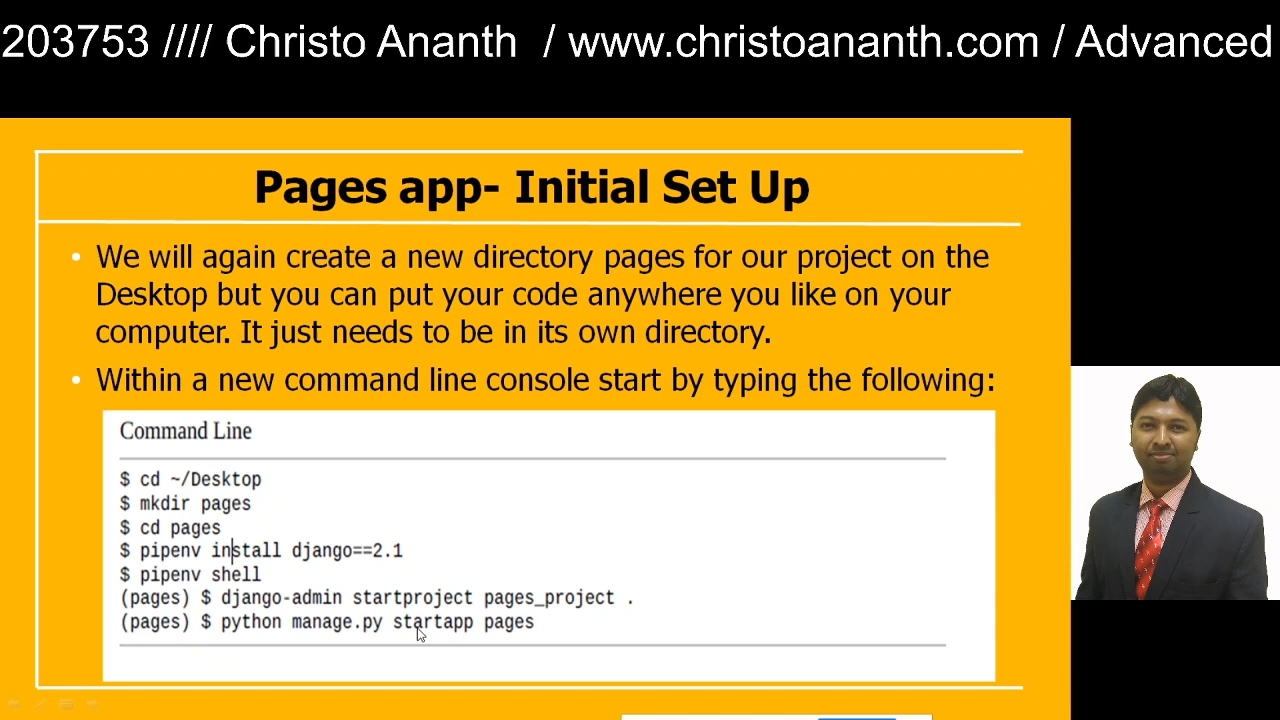 203753 //// Christo Ananth / www.christoananth.com / Advanced
Pages app- Initial Set Up
• We will again create a new directory pages for our project on the
Desktop but you can put your code anywhere you like on your
computer. It just needs to be in its own directory.
• Within a new command line console start by typing the following:
Command Line
$ cd ~/Desktop
$ mkdir pages
$ cd pages
$ pipenv install django==2.1
$ pipenv shell
(pages) $ django-admin startproject pages_project .
(pages) $ python manage.py startapp pages